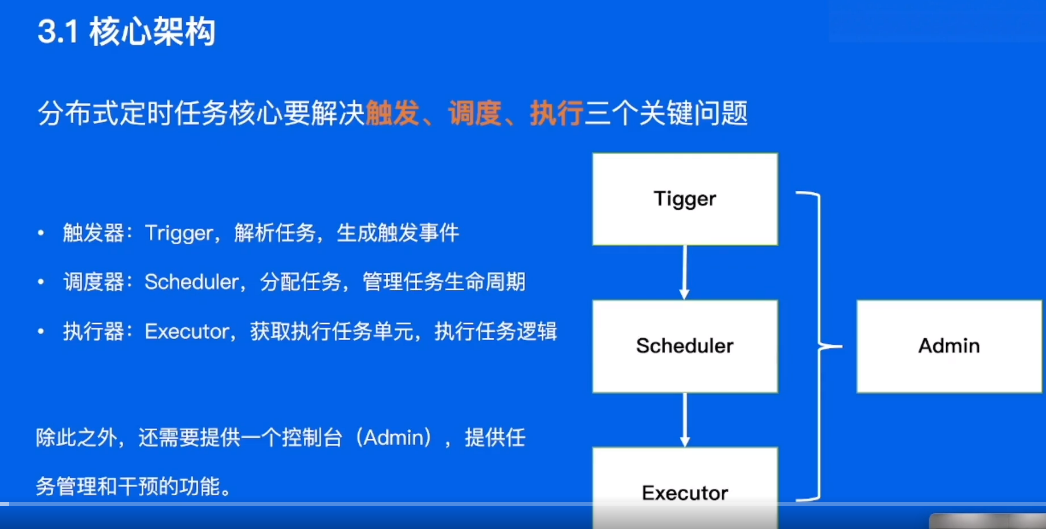 3.1 核心架构
分布式定时任务核心要解决触发、调度、执行三个关键问题
• 触发器：Trigger，解析任务，生成触发事件
• 调度器：Scheduler，分配任务，管理任务生命周期
• 执行器：Executor，获取执行任务单元，执行任务逻辑
除此之外，还需要提供一个控制台（Admin），提供任
务管理和干预的功能。
Tigger
Scheduler
Admin
Executor